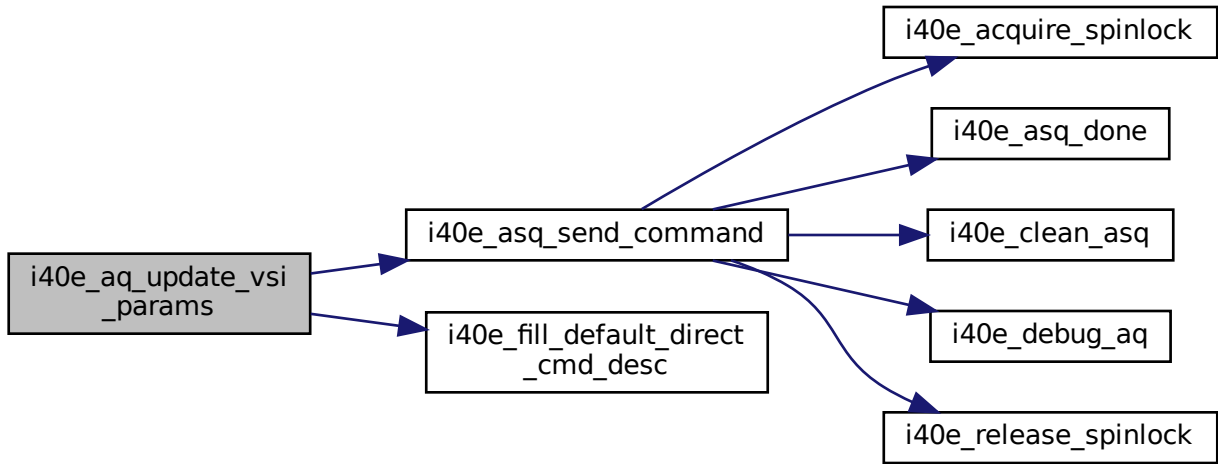 i40e_acquire_spinlock
i40e_asq_done
i40e_asq_send_command
i40e_clean_asq
i40e_aq_update_vsi
_params
i40e_fill_default_direct
_cmd_desc
i40e_debug_aq
i40e_release_spinlock